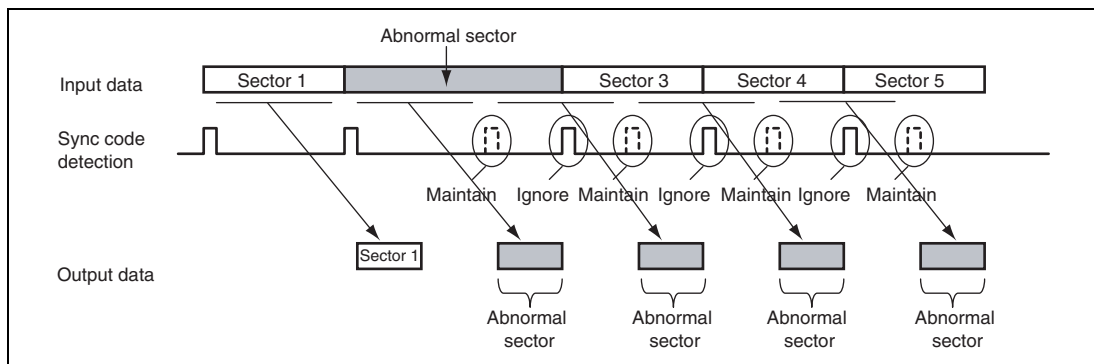 Abnormal sector
Input data
Sector 1
Sector 3
Sector 4
Sector 5
Sync code
detection
Maintain
Ignore
Maintain
Ignore
Maintain
Ignore
Maintain
Output data
Sector 1
Abnormal
sector
Abnormal
sector
Abnormal
sector
Abnormal
sector